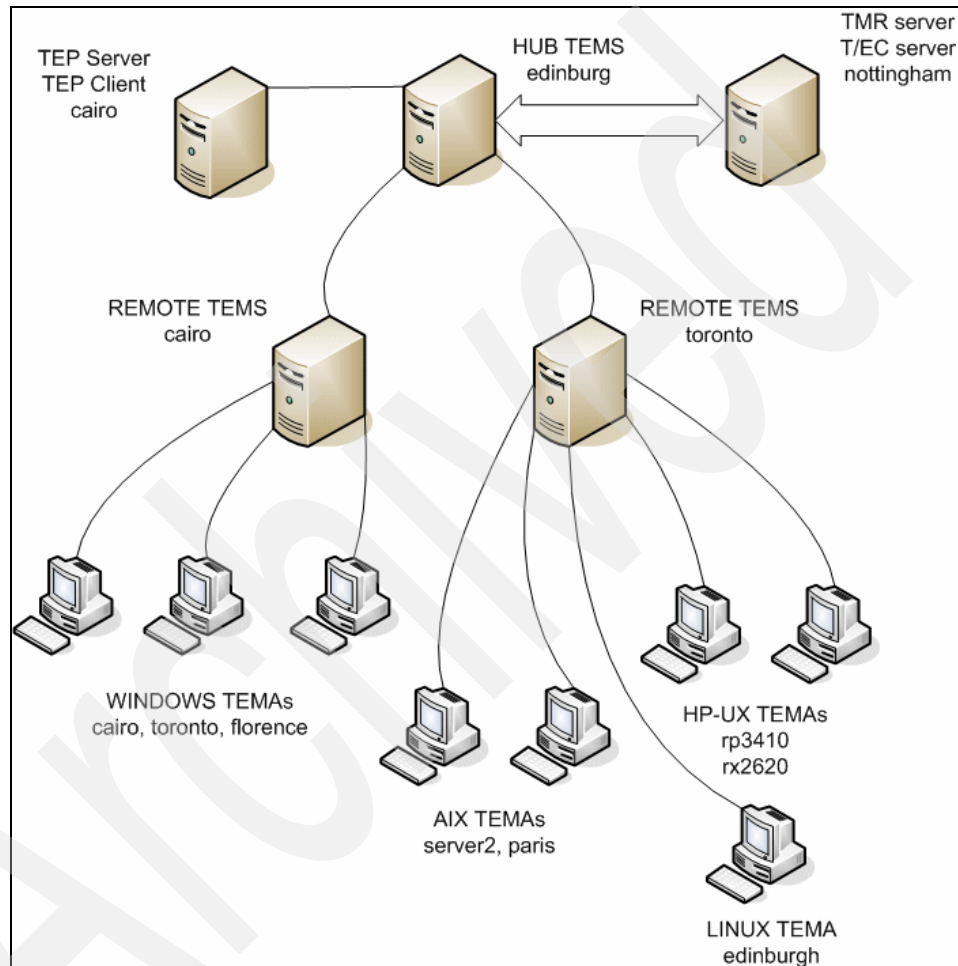 TEP Server
TEP Client
cairo
HUB TEMS
edinburg
TMR server
T/EC server
nottingham
REMOTE TEMS
cairo
REMOTE TEMS
toronto
WINDOWS TEMAs
cairo, toronto, florence
AIX TEMAs
server2, paris
HP-UX TEMAs
rp3410
rx2620
LINUX TEMA
edinburgh
Archived